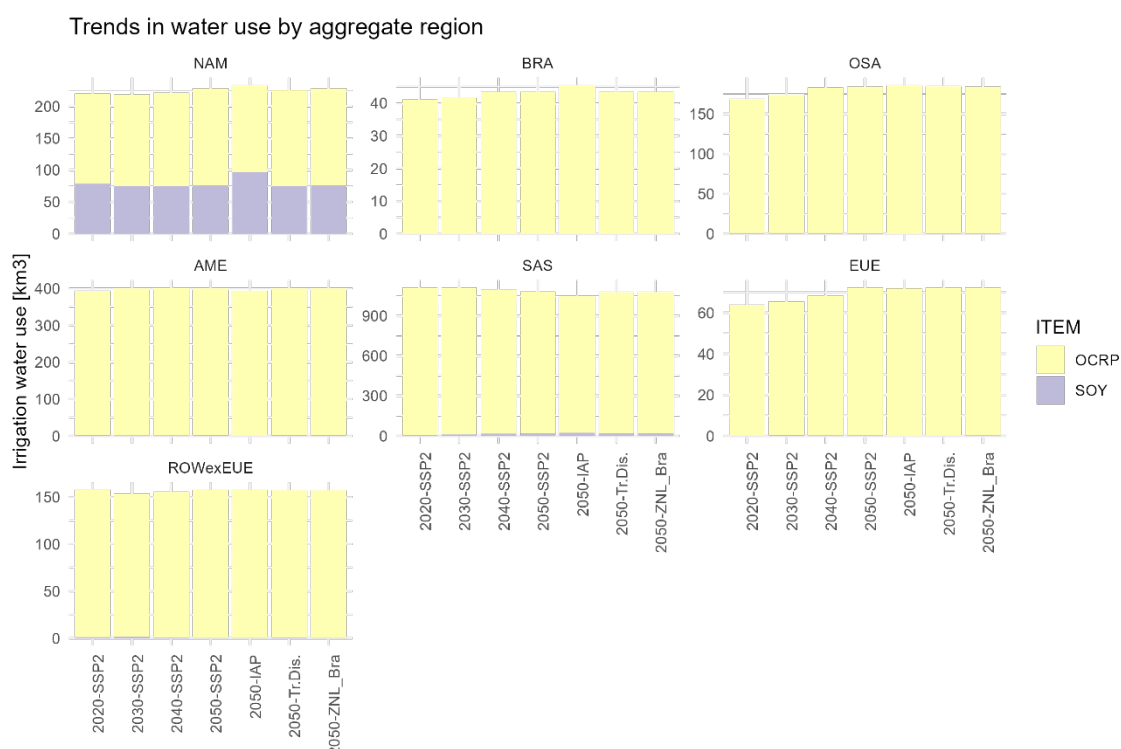 Trends in water use by aggregate region
NAM
BRA
OSA
200
150
100
50
0
40
30
20
10
0
150
100
50
0
AME
SAS
EUE
400
300
200
100
0
900
600
300
0
60
40
20
0
Irrigation water use [km3]
ITEM
OCRP
SOY
2020-SSP2
2030-SSP2
2040-SSP2
2050-SSP2
2050-IAP
2050-Tr.Dis.
2050-ZNL_Bra
2020-SSP2
2030-SSP2
2040-SSP2
2050-SSP2
2050-IAP
2050-Tr.Dis.
2050-ZNL_Bra
ROWexEUE
150
100
50
0
2020-SSP2
2030-SSP2
2040-SSP2
2050-SSP2
2050-IAP
2050-Tr.Dis.
2050-ZNL_Bra